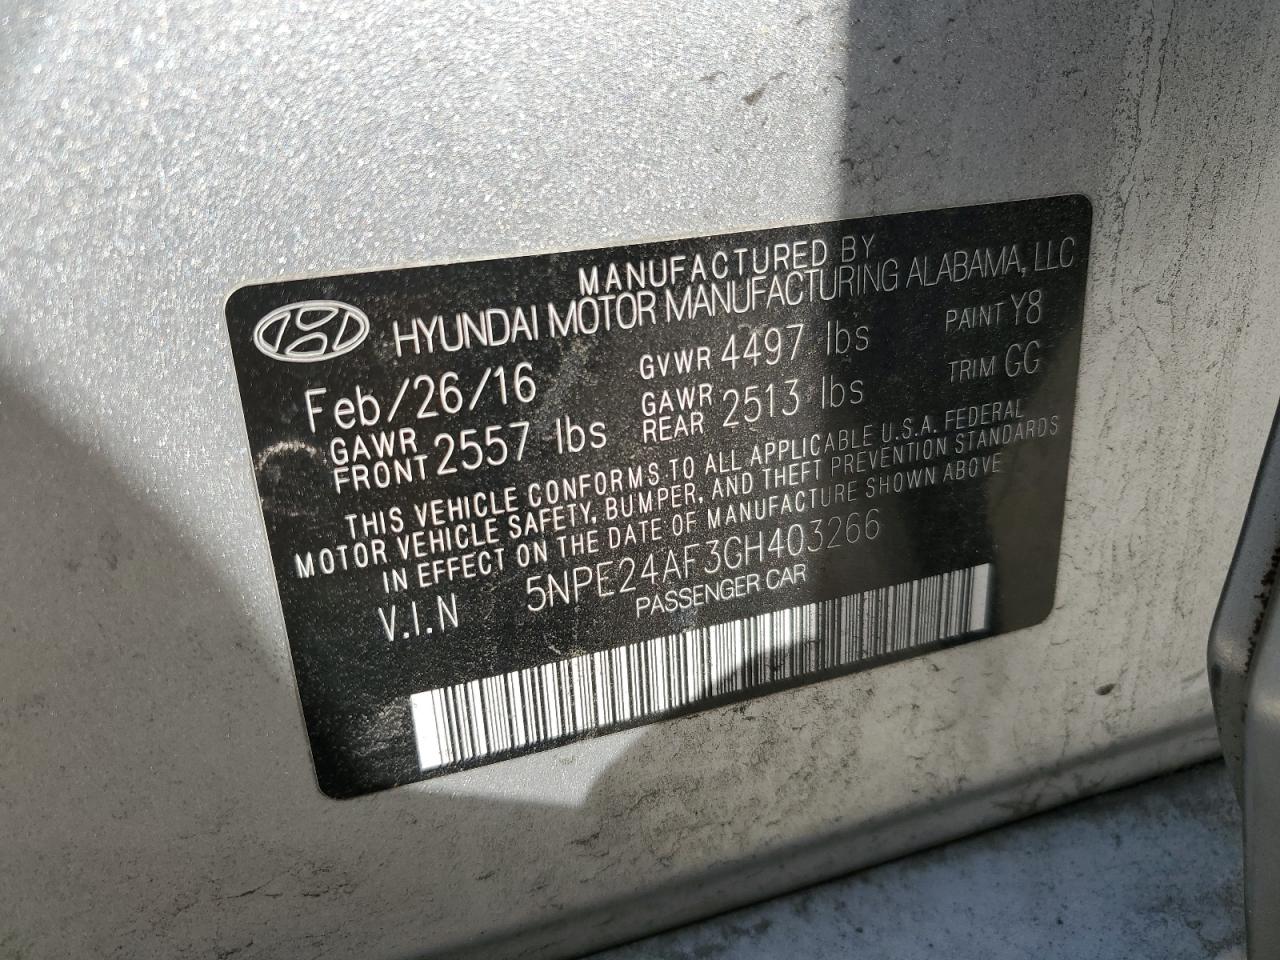 MANUFACTURED BY
HYUNDAI MOTOR MANUFACTURING ALABAMA, LLC
Feb/26/16 GVWR 4497 lbs PAINT Y8
GAWR FRONT 2557 lbs GAWR REAR 2513 lbs TRIM GG
THIS VEHICLE CONFORMS TO ALL APPLICABLE U.S.A. FEDERAL
MOTOR VEHICLE SAFETY, BUMPER, AND THEFT PREVENTION STANDARDS
IN EFFECT ON THE DATE OF MANUFACTURE SHOWN ABOVE
V.I.N 5NPE24AF3GH403266
PASSENGER CAR